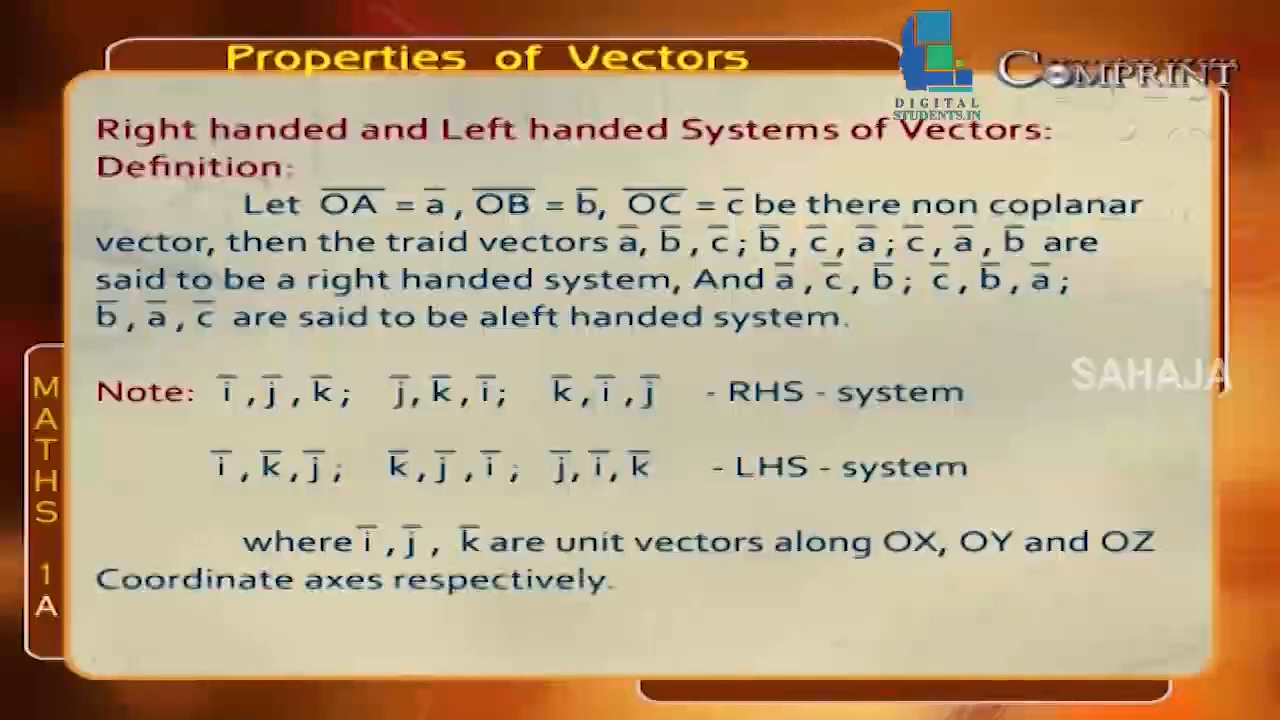 Properties of Vectors
DIGITAL
STUDENTS.IN
COMPRINT
Right handed and Left handed Systems of Vectors:
Definition:
Let O̅A̅ = a̅, O̅B̅ = b̅, O̅C̅ = c̅ be there non coplanar
vector, then the traid vectors a̅, b̅, c̅; b̅, c̅, a̅; c̅, a̅, b̅ are
said to be a right handed system, And a̅, c̅, b̅; c̅, b̅, a̅;
b̅, a̅, c̅ are said to be aleft handed system.
SAHAJA
Note: i̅, j̅, k̅; j̅, k̅, i̅; k̅, i̅, j̅ - RHS - system
i̅, k̅, j̅; k̅, j̅, i̅; j̅, i̅, k̅ - LHS - system
where i̅, j̅, k̅ are unit vectors along OX, OY and OZ
Coordinate axes respectively.
MATHS 1A